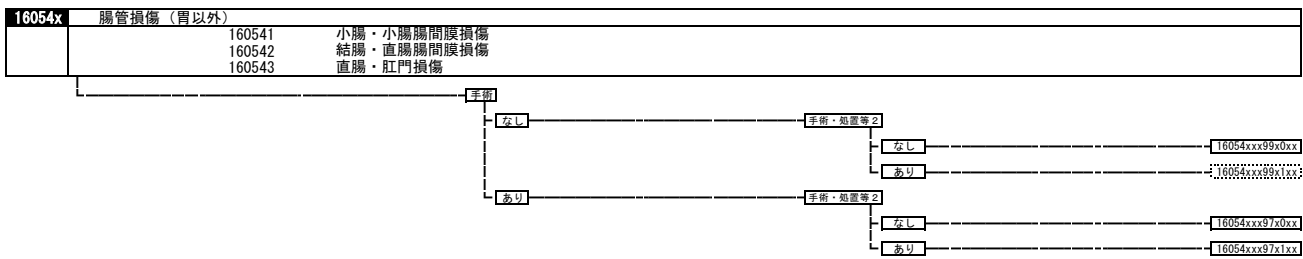 16054x 腸管損傷（胃以外）
160541 小腸・小腸腸間膜損傷
160542 結腸・直腸腸間膜損傷
160543 直腸・肛門損傷
手術
なし 手術・処置等２
なし 16054xxx99x0xx
あり 16054xxx99x1xx
あり 手術・処置等２
なし 16054xxx97x0xx
あり 16054xxx97x1xx